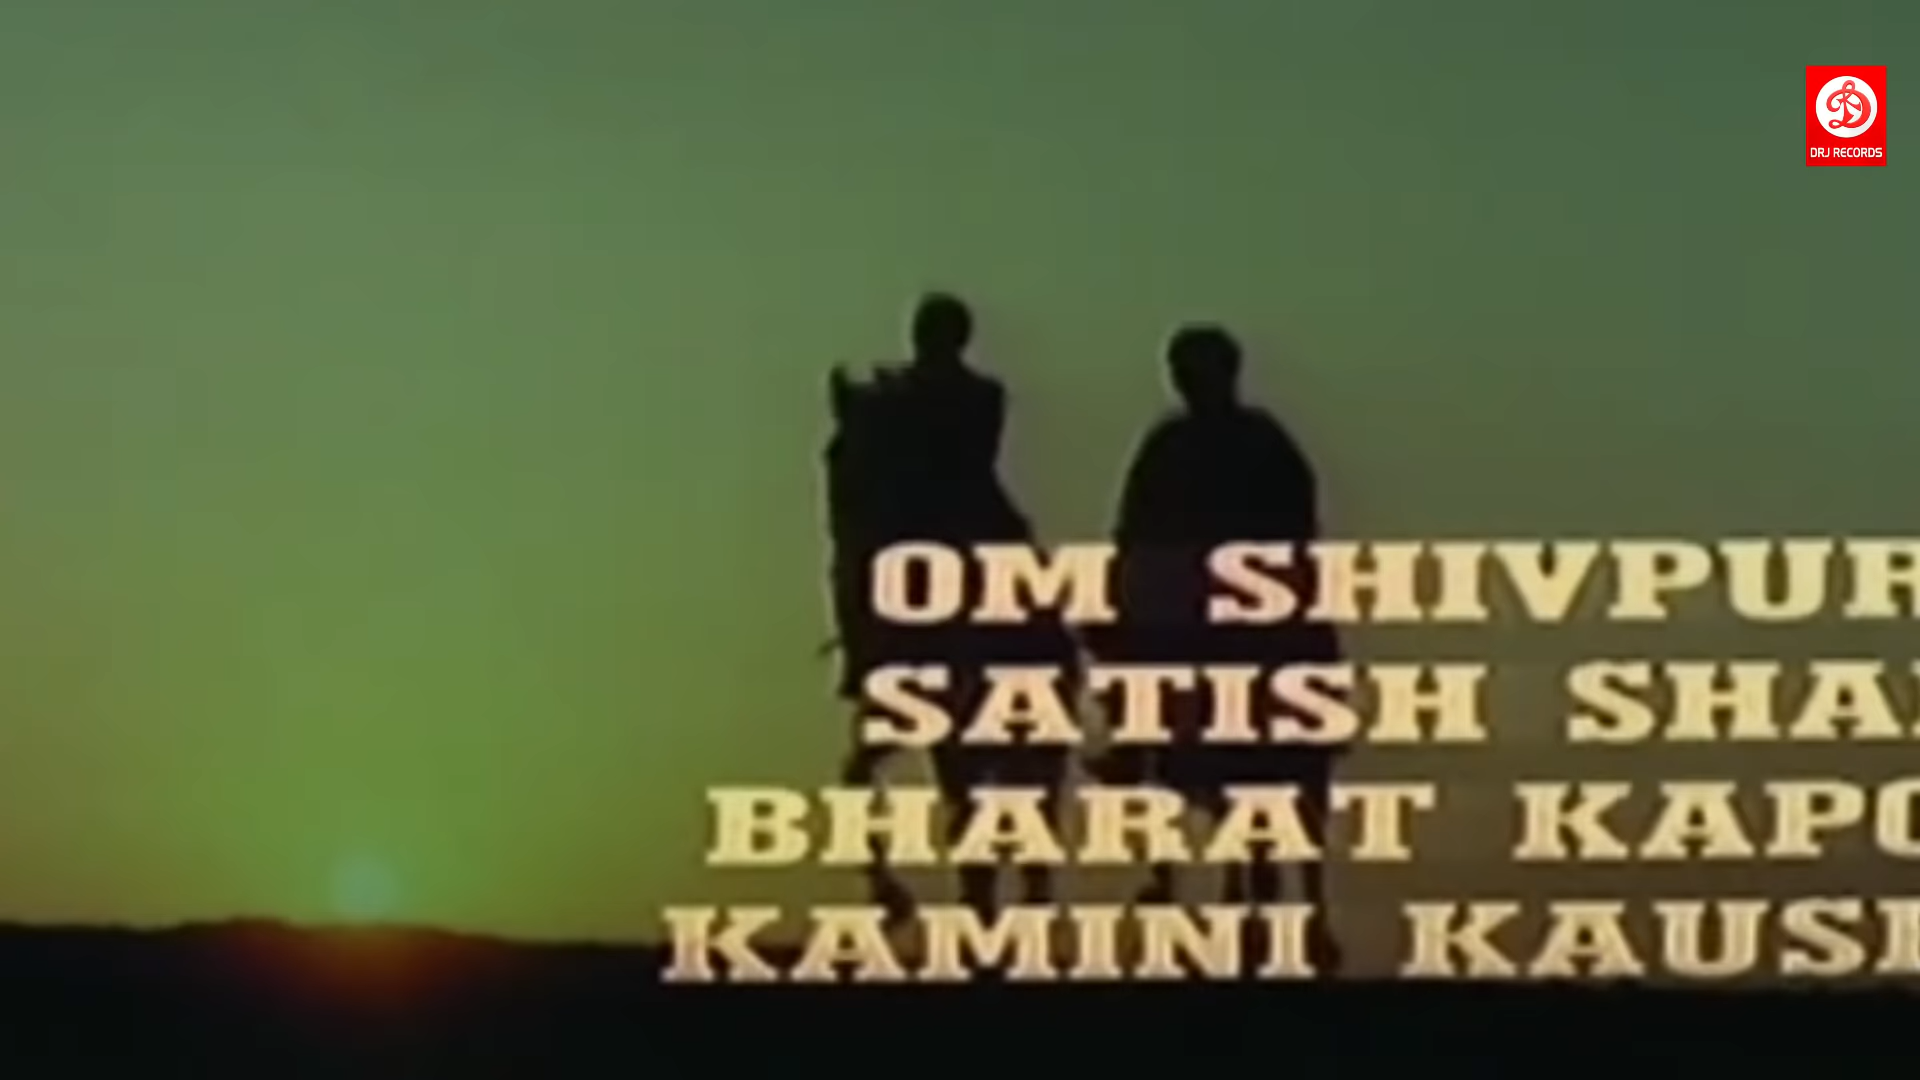 DRJ RECORDS
OM SHIVPUR
SATISH SHA
BHARAT KAPO
KAMINI KAUS